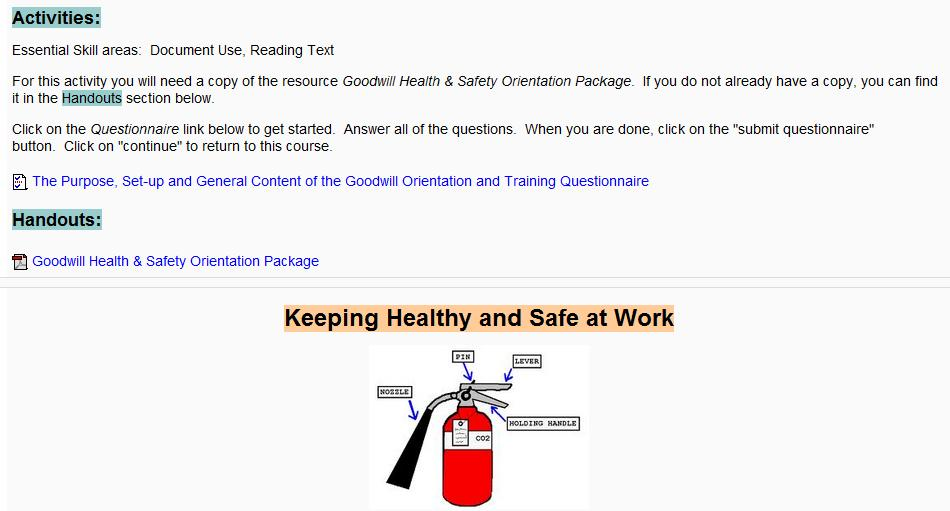 Activities:
Essential Skill areas:  Document Use, Reading Text
For this activity you will need a copy of the resource Goodwill Health & Safety Orientation Package.  If you do not already have a copy, you can find
it in the Handouts section below.
Click on the Questionnaire link below to get started.  Answer all of the questions.  When you are done, click on the "submit questionnaire"
button.  Click on "continue" to return to this course.
The Purpose, Set-up and General Content of the Goodwill Orientation and Training Questionnaire
Handouts:
Goodwill Health & Safety Orientation Package
Keeping Healthy and Safe at Work
PIN
LEVER
NOZZLE
HOLDING HANDLE
CO2